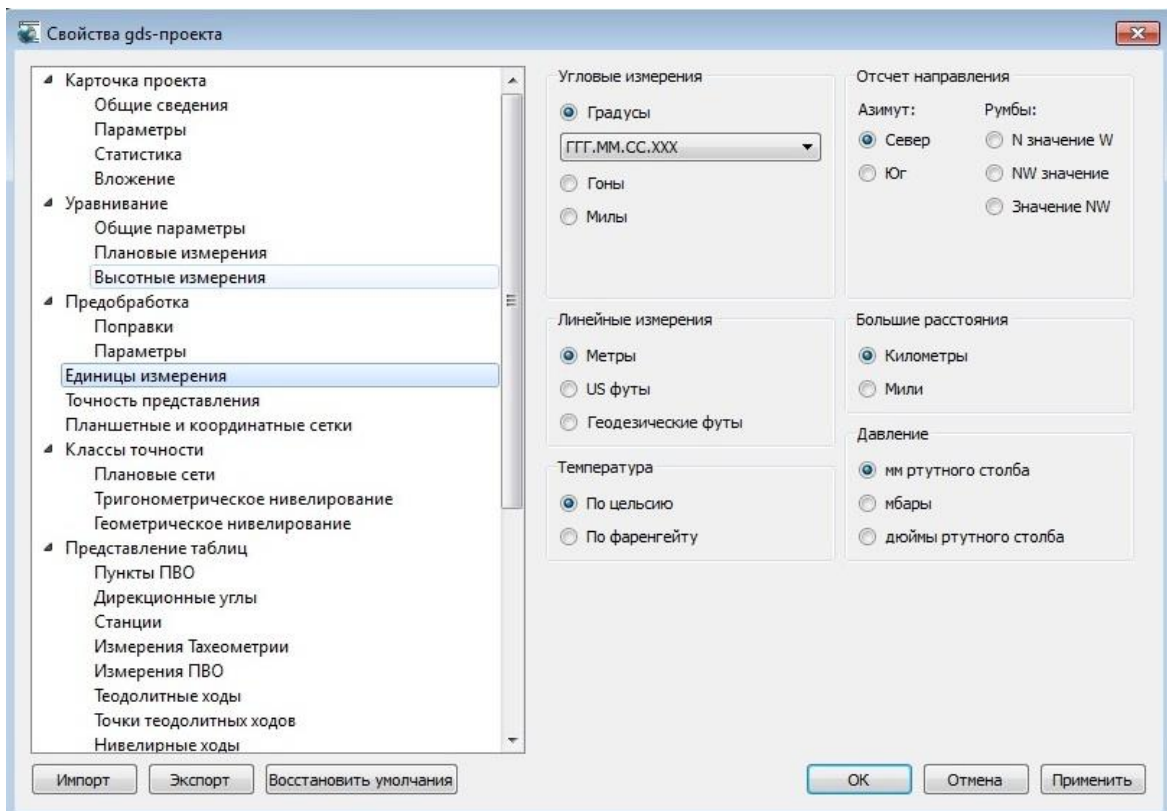 Свойства gds-проекта
Карточка проекта
Общие сведения
Параметры
Статистика
Вложение
Уравнивание
Общие параметры
Плановые измерения
Высотные измерения
Предобработка
Поправки
Параметры
Единицы измерения
Точность представления
Планшетные и координатные сетки
Классы точности
Плановые сети
Тригонометрическое нивелирование
Геометрическое нивелирование
Представление таблиц
Пункты ПВО
Дирекционные углы
Станции
Измерения Тахеометрии
Измерения ПВО
Теодолитные ходы
Точки теодолитных ходов
Нивелирные ходы
Угловые измерения
Градусы
ГГГ.ММ.СС.XXX
Гоны
Милы
Отсчет направления
Азимут: Румбы:
Север N значение W
Юг NW значение
Значение NW
Линейные измерения
Метры
US футы
Геодезические футы
Большие расстояния
Километры
Мили
Температура
По цельсию
По фаренгейту
Давление
мм ртутного столба
мбары
дюймы ртутного столба
Импорт Экспорт Восстановить умолчания OK Отмена Применить